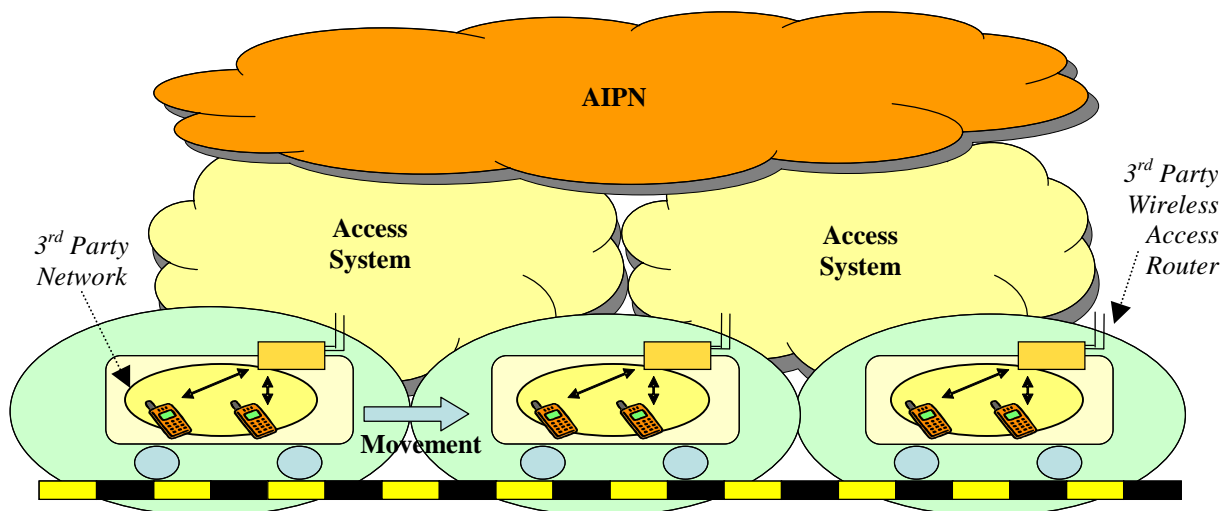 AIPN
Access
System
Access
System
3rd Party
Network
3rd Party
Wireless
Access
Router
Movement